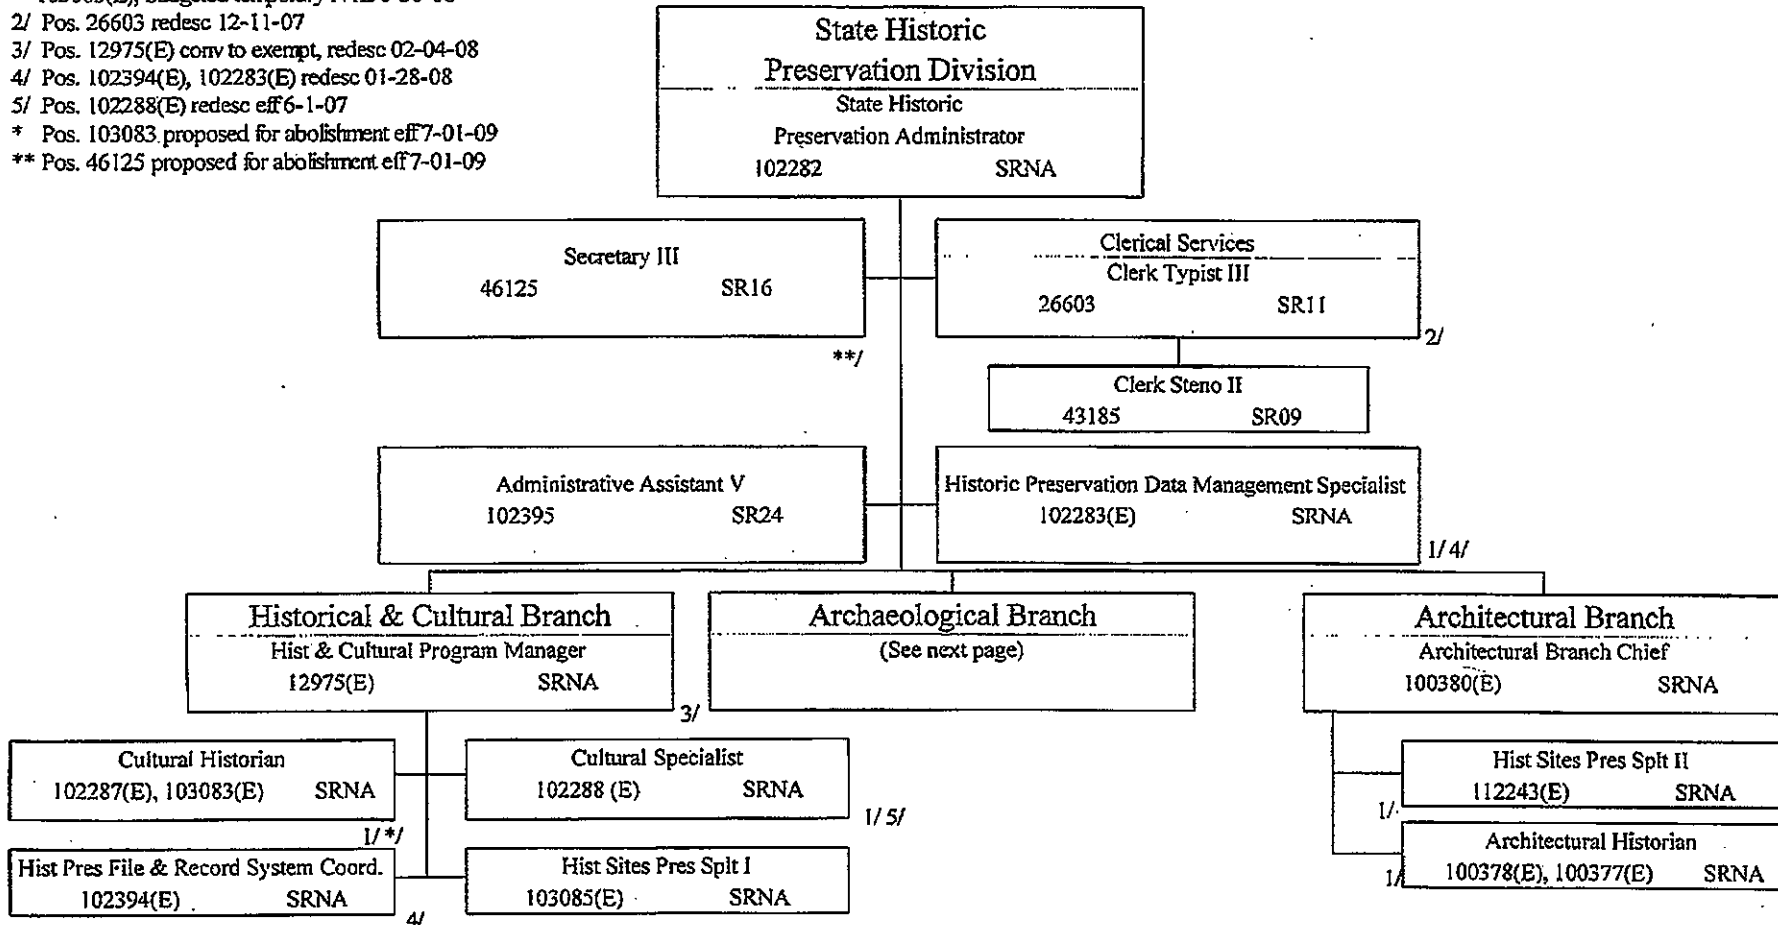 2/ Pos. 26603 redesc 12-11-07
3/ Pos. 12975(E) conv to exempt, redesc 02-04-08
4/ Pos. 102394(E), 102283(E) redesc 01-28-08
5/ Pos. 102288(E) redesc eff 6-1-07
* Pos. 103083 proposed for abolishment eff 7-01-09
** Pos. 46125 proposed for abolishment eff 7-01-09
State Historic
Preservation Division
State Historic
Preservation Administrator
102282 SRNA
Secretary III
46125 SR16
**/
Clerical Services
Clerk Typist III
26603 SR11
2/
Clerk Steno II
43185 SR09
Administrative Assistant V
102395 SR24
Historic Preservation Data Management Specialist
102283(E) SRNA
1/ 4/
Historical & Cultural Branch
Hist & Cultural Program Manager
12975(E) SRNA
3/
Archaeological Branch
(See next page)
Architectural Branch
Architectural Branch Chief
100380(E) SRNA
Cultural Historian
102287(E), 103083(E) SRNA
1/ */
Cultural Specialist
102288 (E) SRNA
1/ 5/
Hist Pres File & Record System Coord.
102394(E) SRNA
4/
Hist Sites Pres Splt I
103085(E) SRNA
Hist Sites Pres Splt II
112243(E) SRNA
1/
Architectural Historian
100378(E), 100377(E) SRNA
1/